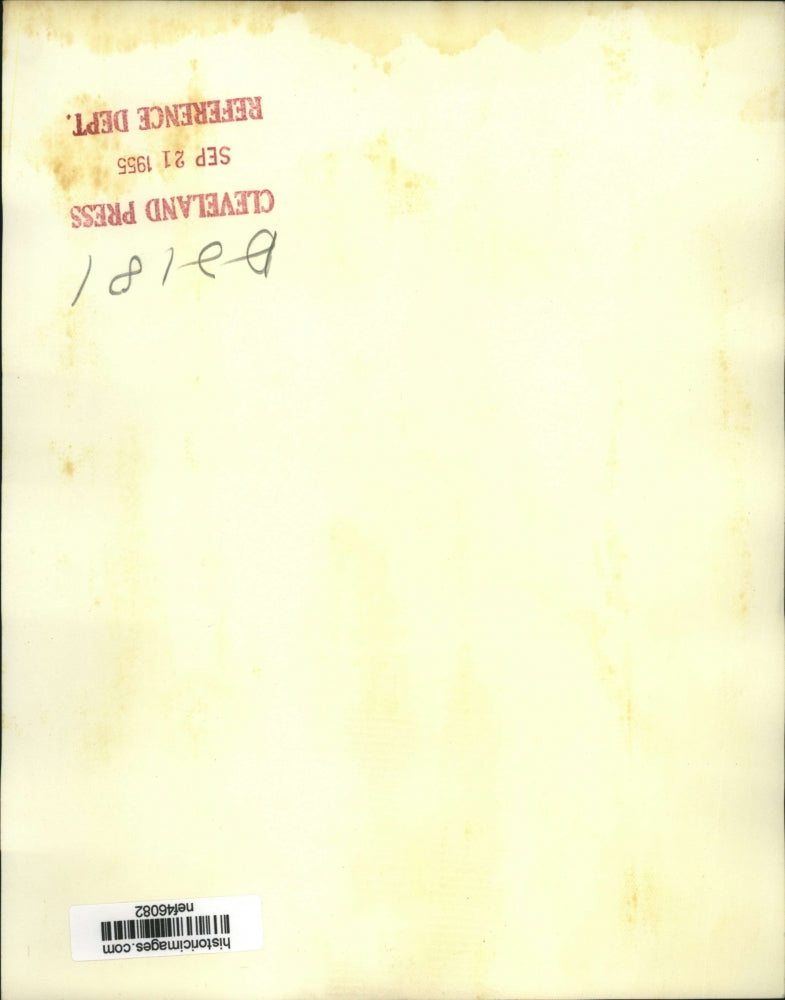 historicimages.com
nef46082
CLEVELAND PRESS
SEP 21 1955
REFERENCE DEPT.